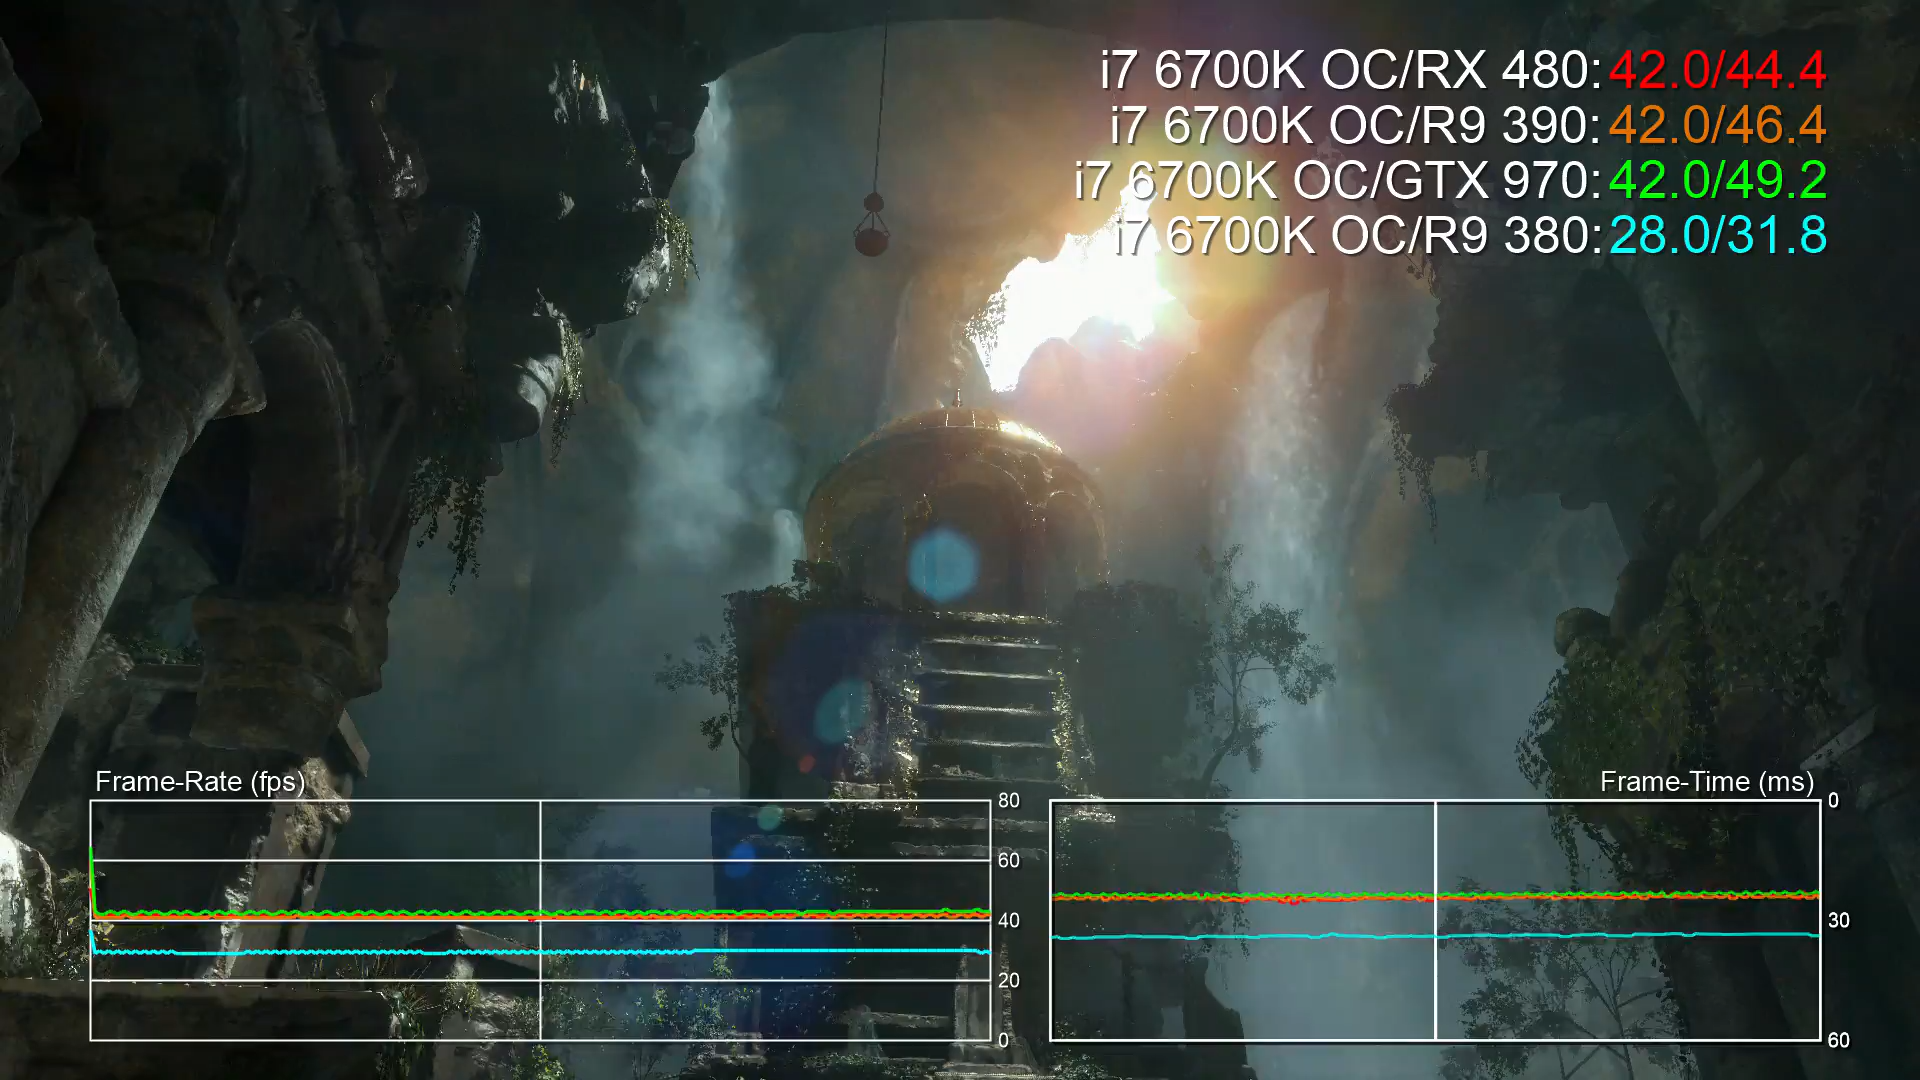 i7 6700K OC/RX 480: 42.0/44.4
i7 6700K OC/R9 390: 42.0/46.4
i7 6700K OC/GTX 970: 42.0/49.2
i7 6700K OC/R9 380: 28.0/31.8
Frame-Rate (fps)
80
60
40
20
0
Frame-Time (ms)
0
30
60